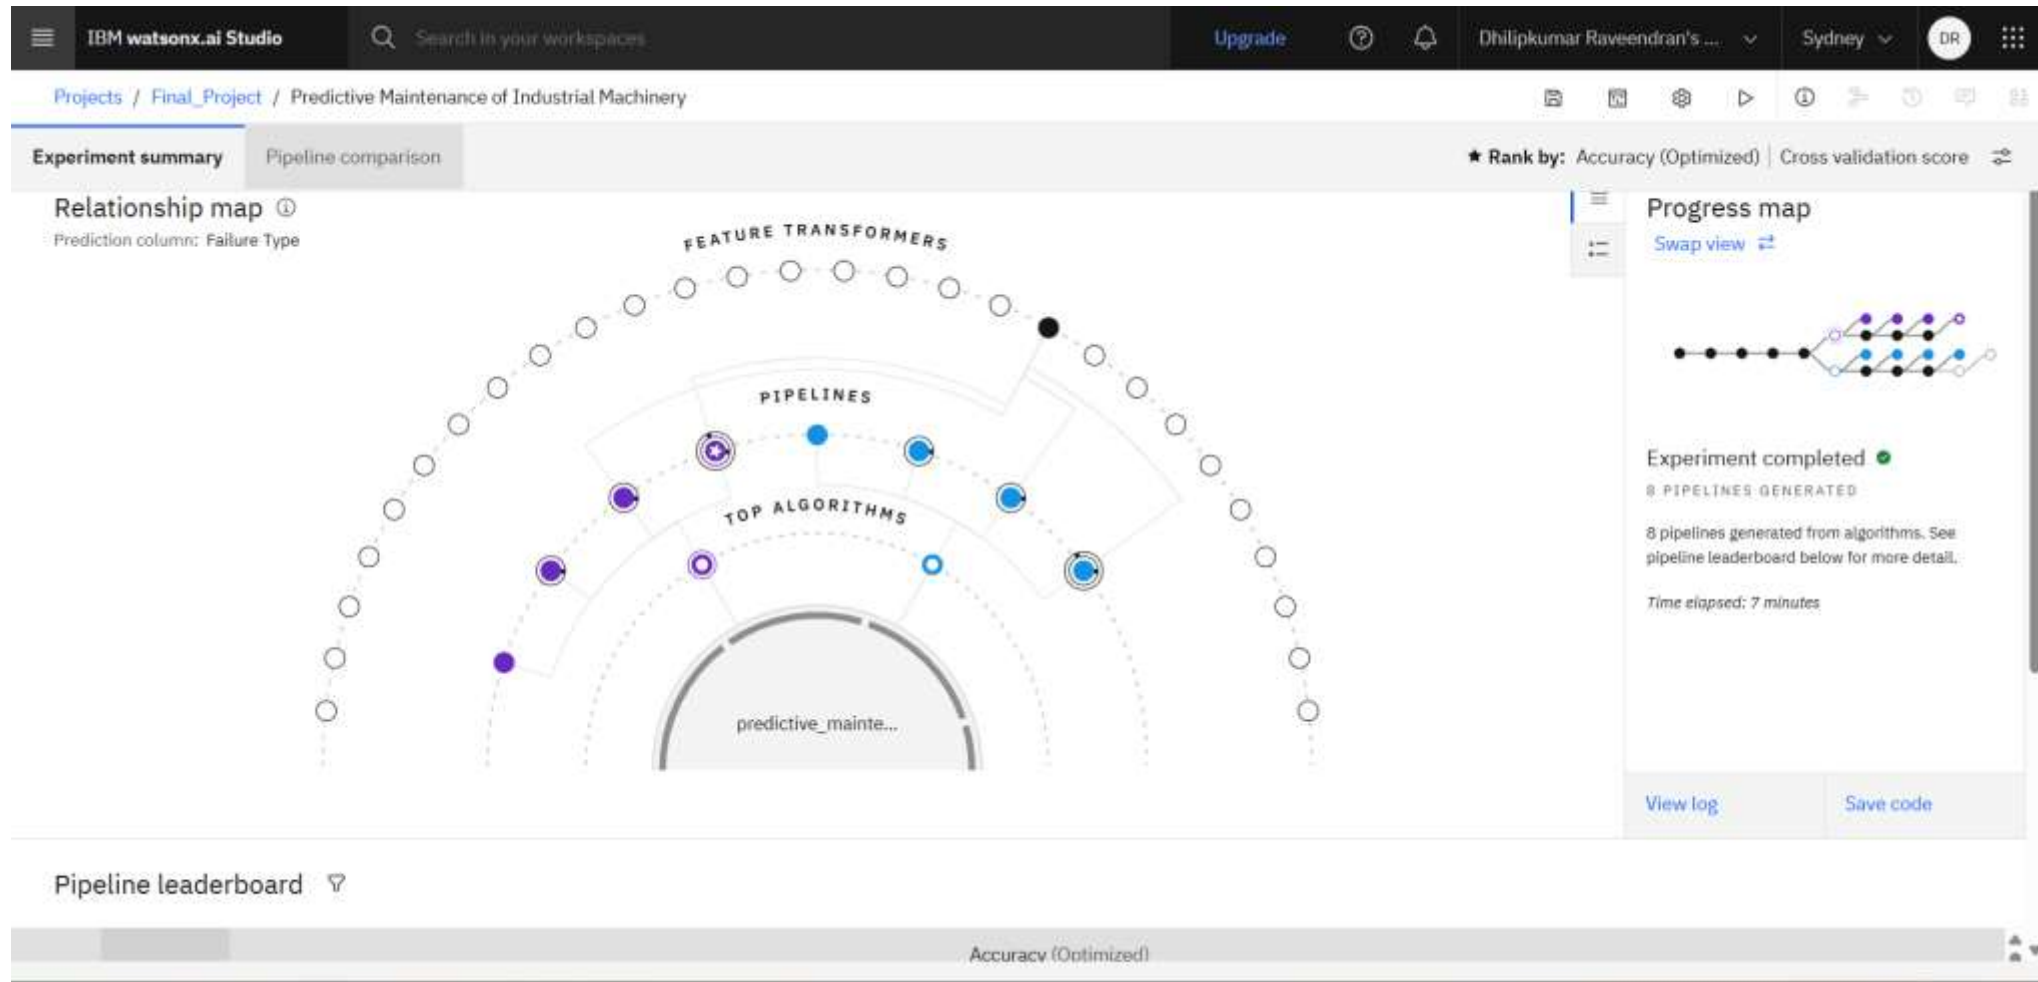 IBM watsonx.ai Studio
Search in your workspaces
Upgrade
Dhilipkumar Raveendran's ...
Sydney
DR
Projects / Final_Project / Predictive Maintenance of Industrial Machinery
Experiment summary
Pipeline comparison
★ Rank by: Accuracy (Optimized) | Cross validation score
Relationship map
Prediction column: Failure Type
FEATURE TRANSFORMERS
PIPELINES
TOP ALGORITHMS
predictive_mainte...
Progress map
Swap view
Experiment completed
8 PIPELINES GENERATED
8 pipelines generated from algorithms. See
pipeline leaderboard below for more detail.
Time elapsed: 7 minutes
View log
Save code
Pipeline leaderboard
Accuracy (Optimized)